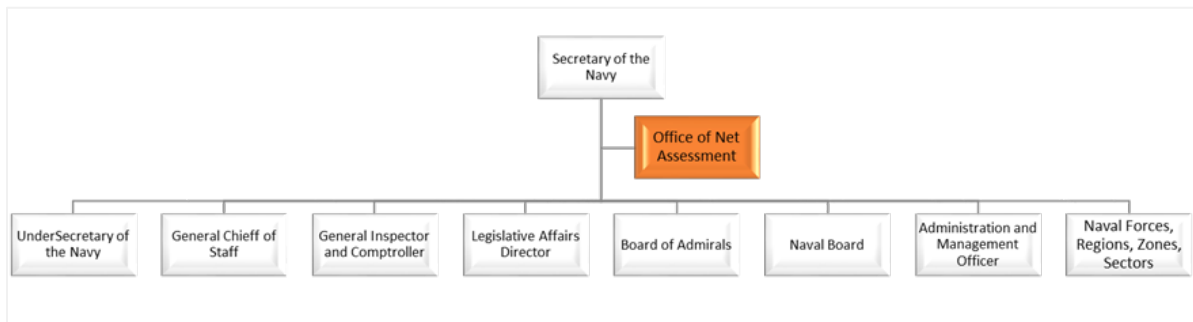 Secretary of the
Navy
Office of Net
Assessment
UnderSecretary of
the Navy
General Chieff of
Staff
General Inspector
and Comptroller
Legislative Affairs
Director
Board of Admirals
Naval Board
Administration and
Management
Officer
Naval Forces,
Regions, Zones,
Sectors